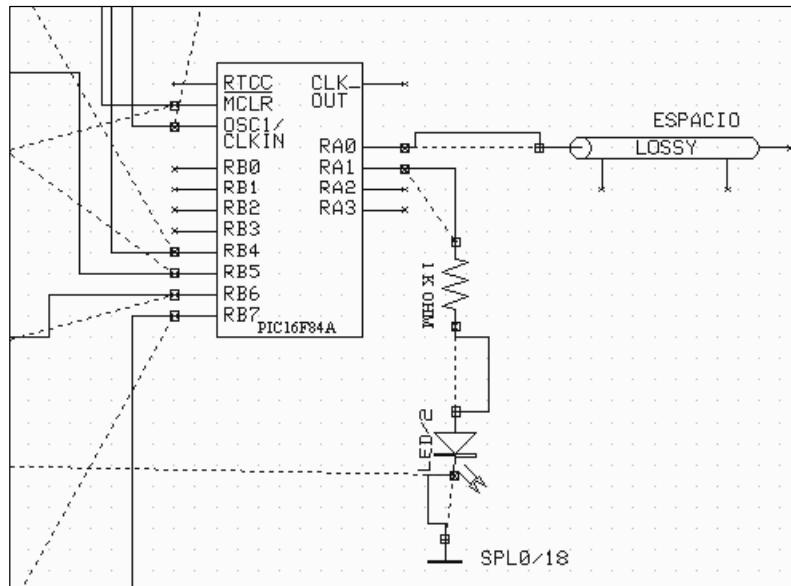 RTCC
MCLR
OSC1/
CLKIN
RB0
RB1
RB2
RB3
RB4
RB5
RB6
RB7
CLK_
OUT
RA0
RA1
RA2
RA3
PIC16F84A
ESPACIO
LOSSY
1K OHM
LED/2
SPL0/18